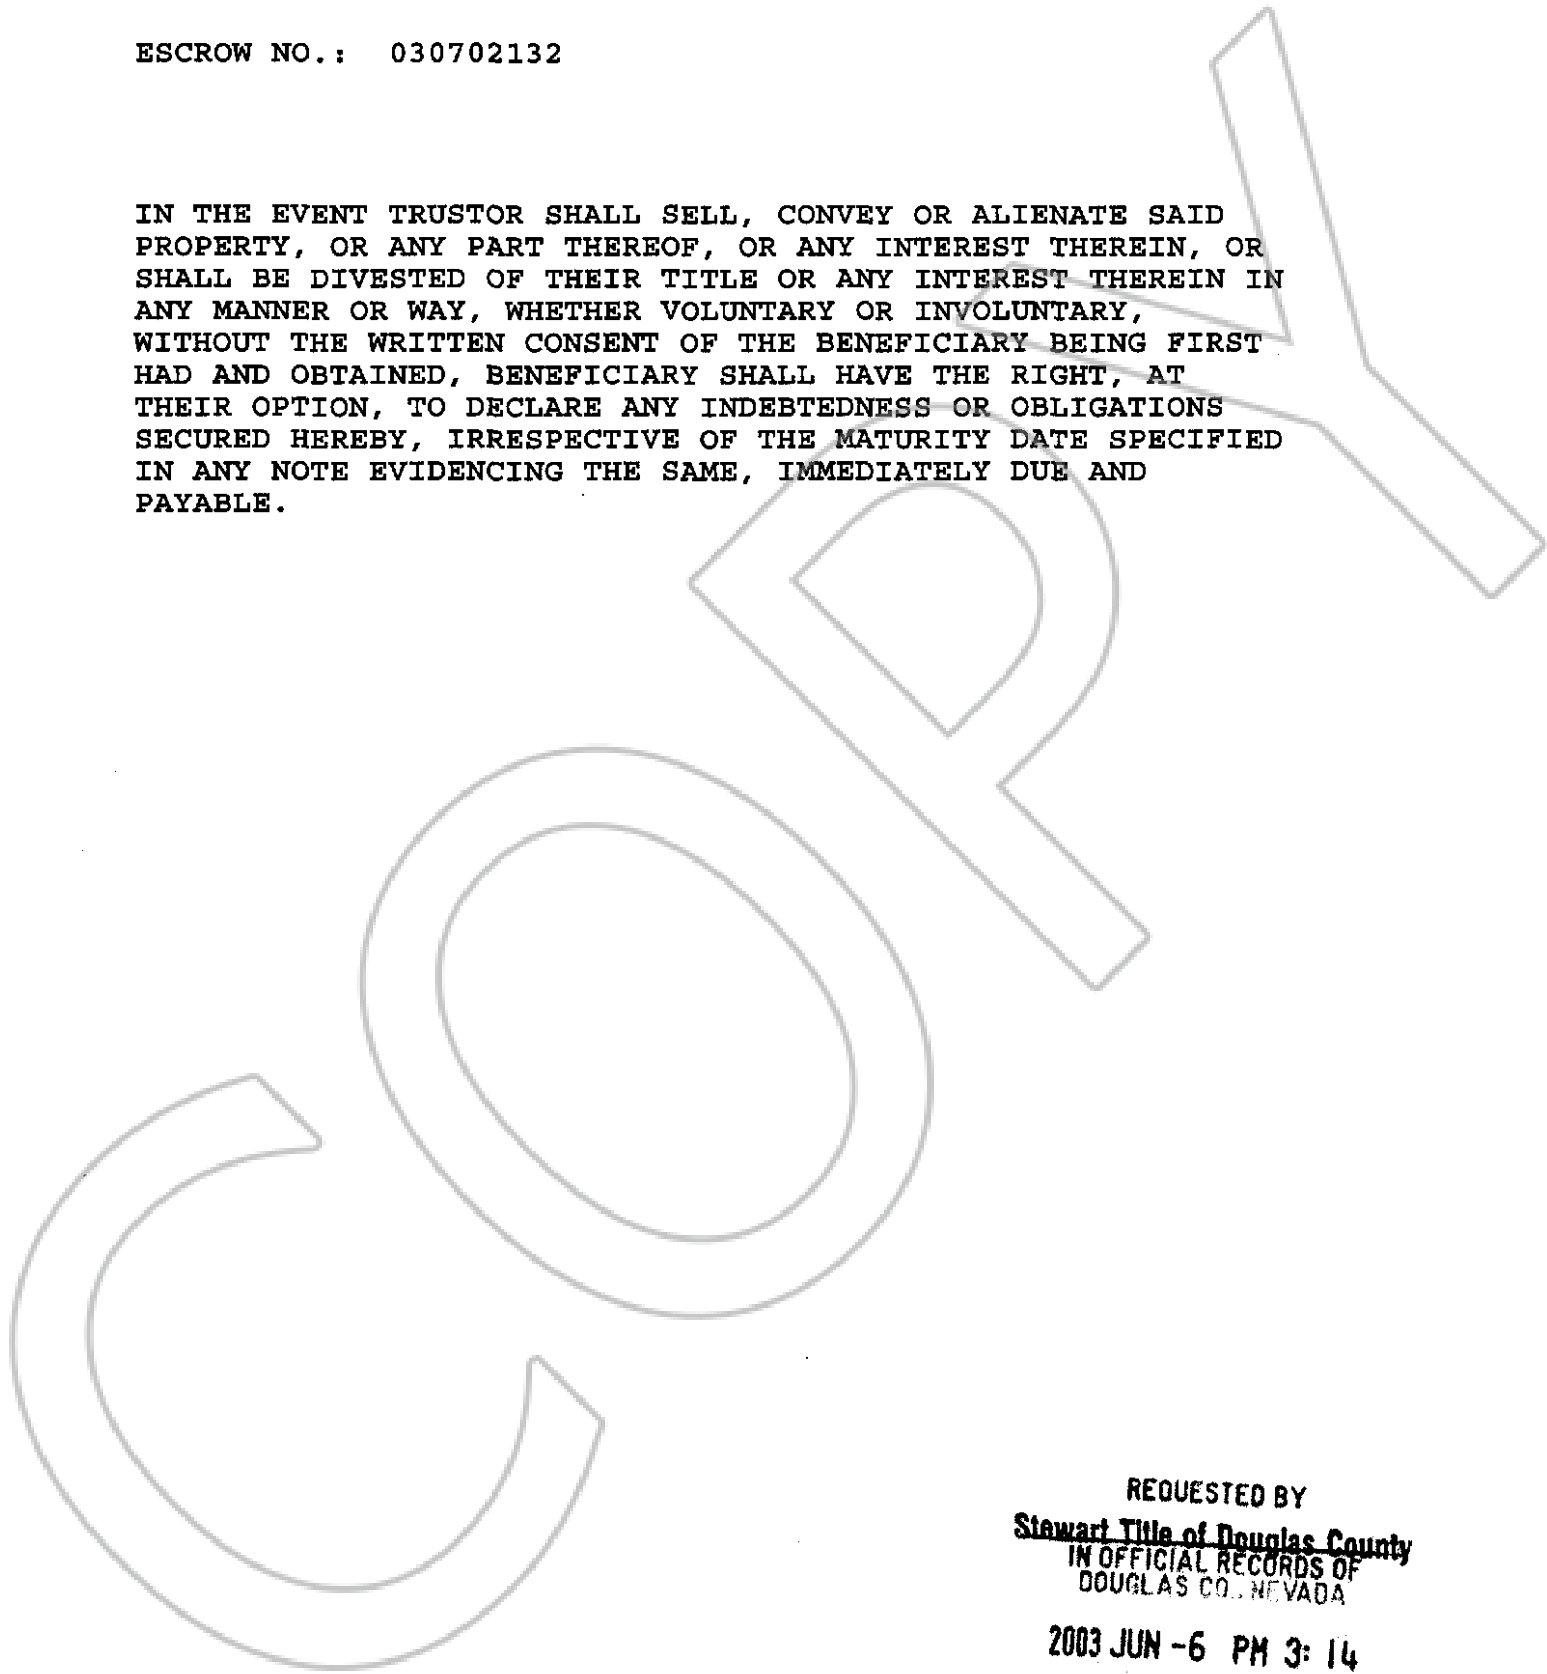 ESCROW NO.: 030702132
IN THE EVENT TRUSTOR SHALL SELL, CONVEY OR ALIENATE SAID
PROPERTY, OR ANY PART THEREOF, OR ANY INTEREST THEREIN, OR
SHALL BE DIVESTED OF THEIR TITLE OR ANY INTEREST THEREIN IN
ANY MANNER OR WAY, WHETHER VOLUNTARY OR INVOLUNTARY,
WITHOUT THE WRITTEN CONSENT OF THE BENEFICIARY BEING FIRST
HAD AND OBTAINED, BENEFICIARY SHALL HAVE THE RIGHT, AT
THEIR OPTION, TO DECLARE ANY INDEBTEDNESS OR OBLIGATIONS
SECURED HEREBY, IRRESPECTIVE OF THE MATURITY DATE SPECIFIED
IN ANY NOTE EVIDENCING THE SAME, IMMEDIATELY DUE AND
PAYABLE.
COPY
REQUESTED BY
Stewart Title of Douglas County
IN OFFICIAL RECORDS OF
DOUGLAS CO., NEVADA
2003 JUN -6 PM 3: 14